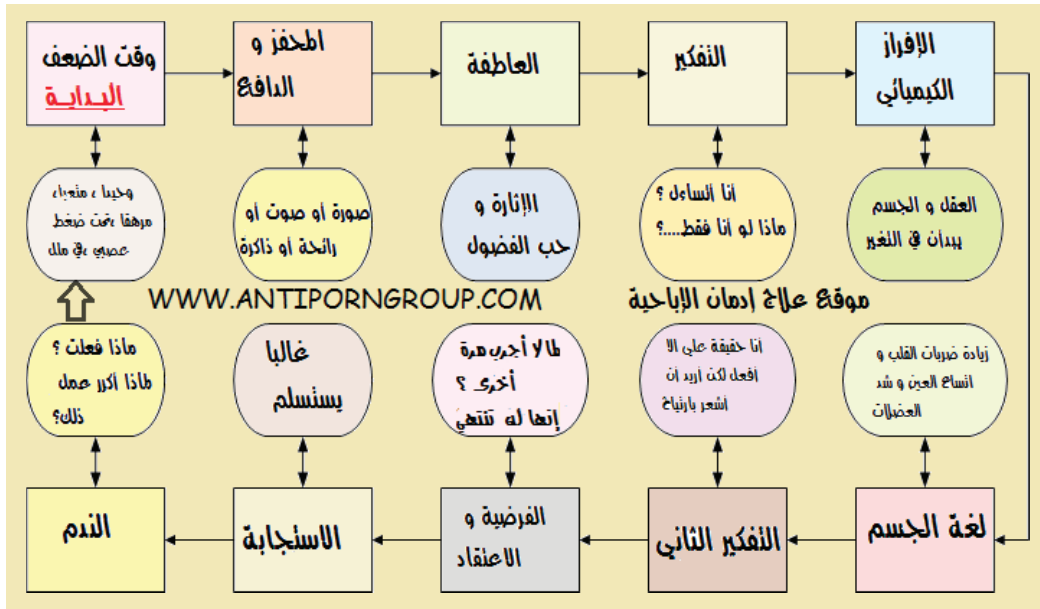 وقت الضعف
البداية
المحفز و
الدافع
العاطفة
التفكير
الإفراز
الكيميائي
وحيدا ، متعبا ،
مرهقا ، تحت ضغط
عصبي ، في ملل
صورة أو صوت أو
رائحة أو ذاكرة
الإثارة و
حب الفضول
أنا أتساءل ؟
ماذا لو أنا فقط....؟
العقل و الجسم
يبدأن في التغير
WWW.ANTIPORNGROUP.COM موقع علاج إدمان الإباحية
ماذا فعلت ؟
لماذا أكرر عمل
ذلك؟
غالبا
يستسلم
لما لا أجرب مرة
أخرى ؟
إنها لن تنتهي
أنا حقيقة علي الا
أفعل لكن أريد أن
أشعر بارتياح
زيادة ضربات القلب و
اتساع العين و شد
العضلات
الندم
الاستجابة
الفرضية و
الاعتقاد
التفكير الثاني
لغة الجسم